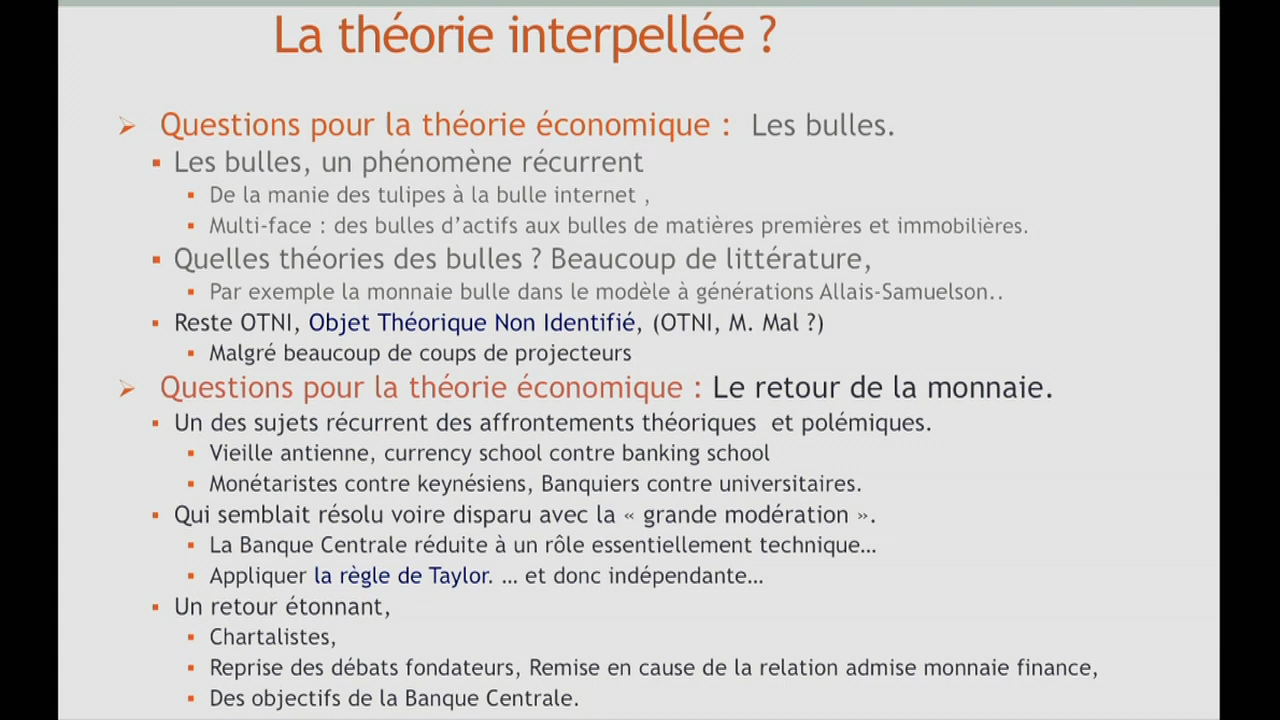 La théorie interpellée ?
Questions pour la théorie économique : Les bulles.
Les bulles, un phénomène récurrent
De la manie des tulipes à la bulle internet ,
Multi-face : des bulles d’actifs aux bulles de matières premières et immobilières.
Quelles théories des bulles ? Beaucoup de littérature,
Par exemple la monnaie bulle dans le modèle à générations Allais-Samuelson..
Reste OTNI, Objet Théorique Non Identifié, (OTNI, M. Mal ?)
Malgré beaucoup de coups de projecteurs
Questions pour la théorie économique : Le retour de la monnaie.
Un des sujets récurrent des affrontements théoriques et polémiques.
Vieille antienne, currency school contre banking school
Monétaristes contre keynésiens, Banquiers contre universitaires.
Qui semblait résolu voire disparu avec la « grande modération ».
La Banque Centrale réduite à un rôle essentiellement technique…
Appliquer la règle de Taylor. … et donc indépendante…
Un retour étonnant,
Chartalistes,
Reprise des débats fondateurs, Remise en cause de la relation admise monnaie finance,
Des objectifs de la Banque Centrale.